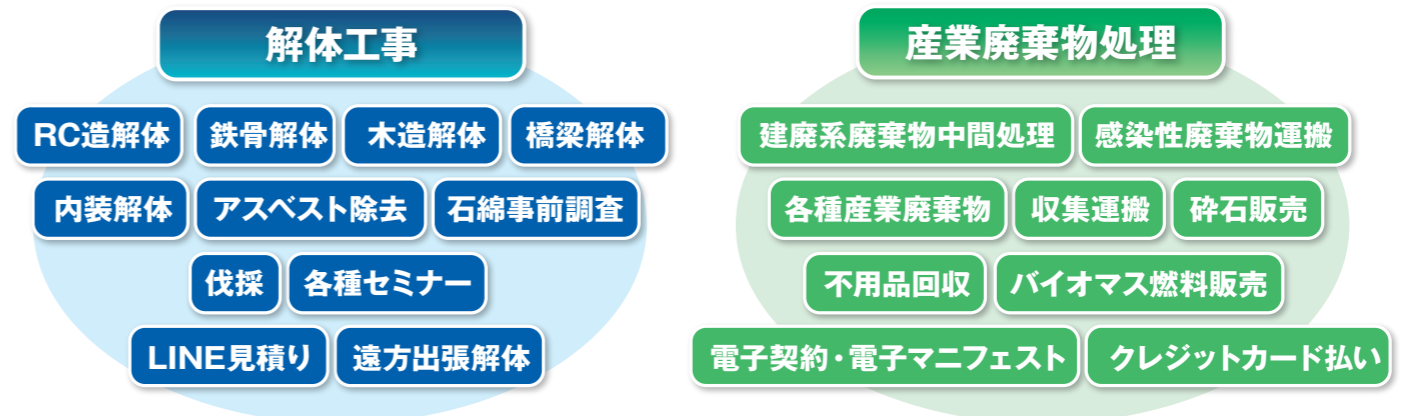 解体工事
RC造解体 鉄骨解体 木造解体 橋梁解体
内装解体 アスベスト除去 石綿事前調査
伐採 各種セミナー
LINE見積り 遠方出張解体
産業廃棄物処理
建廃系廃棄物中間処理 感染性廃棄物運搬
各種産業廃棄物 収集運搬 砕石販売
不用品回収 バイオマス燃料販売
電子契約・電子マニフェスト クレジットカード払い